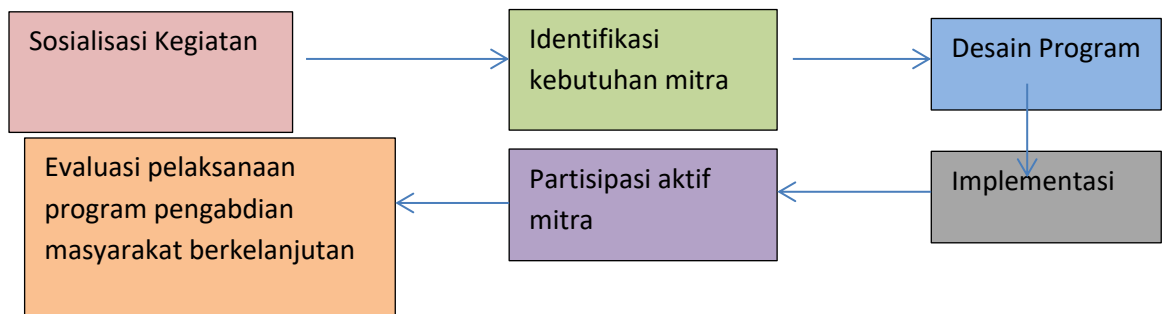 Sosialisasi Kegiatan
Identifikasi
kebutuhan mitra
Desain Program
Implementasi
Partisipasi aktif
mitra
Evaluasi pelaksanaan
program pengabdian
masyarakat berkelanjutan